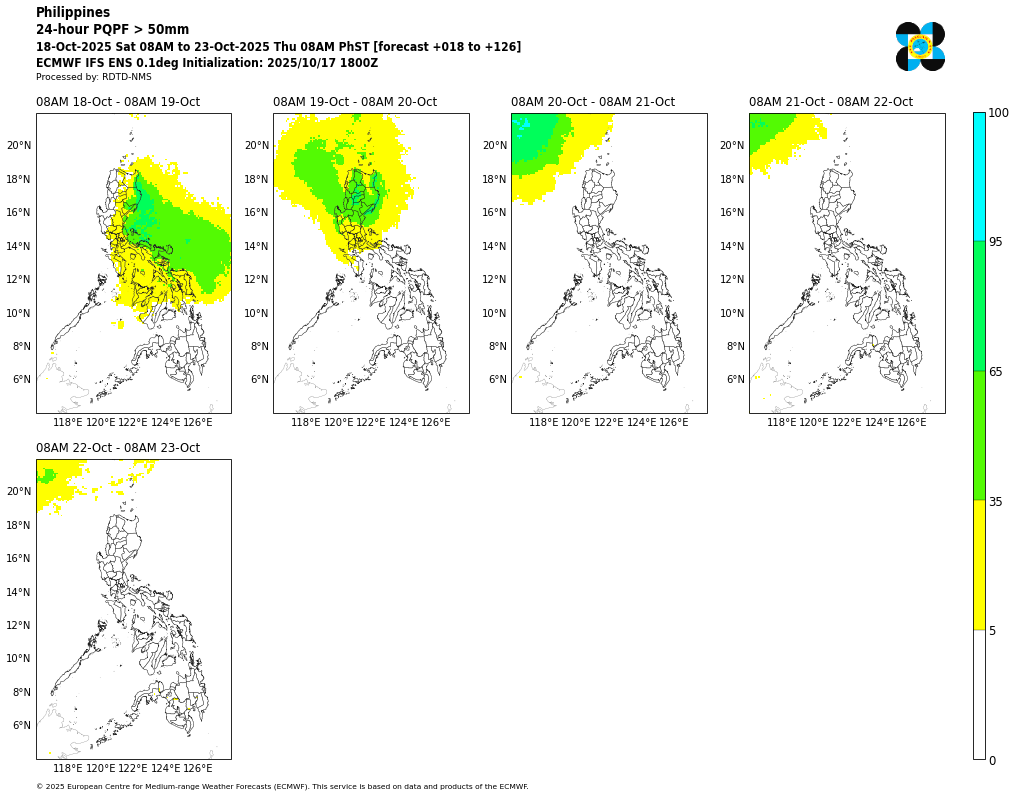 Philippines
24-hour PQPF > 50mm
18-Oct-2025 Sat 08AM to 23-Oct-2025 Thu 08AM PhST [forecast +018 to +126]
ECMWF IFS ENS 0.1deg Initialization: 2025/10/17 1800Z
Processed by: RDTD-NMS
08AM 18-Oct - 08AM 19-Oct
20°N
18°N
16°N
14°N
12°N
10°N
8°N
6°N
118°E 120°E 122°E 124°E 126°E
08AM 19-Oct - 08AM 20-Oct
20°N
18°N
16°N
14°N
12°N
10°N
8°N
6°N
118°E 120°E 122°E 124°E 126°E
08AM 20-Oct - 08AM 21-Oct
20°N
18°N
16°N
14°N
12°N
10°N
8°N
6°N
118°E 120°E 122°E 124°E 126°E
08AM 21-Oct - 08AM 22-Oct
20°N
18°N
16°N
14°N
12°N
10°N
8°N
6°N
118°E 120°E 122°E 124°E 126°E
08AM 22-Oct - 08AM 23-Oct
20°N
18°N
16°N
14°N
12°N
10°N
8°N
6°N
118°E 120°E 122°E 124°E 126°E
100
95
65
35
5
0
© 2025 European Centre for Medium-range Weather Forecasts (ECMWF). This service is based on data and products of the ECMWF.